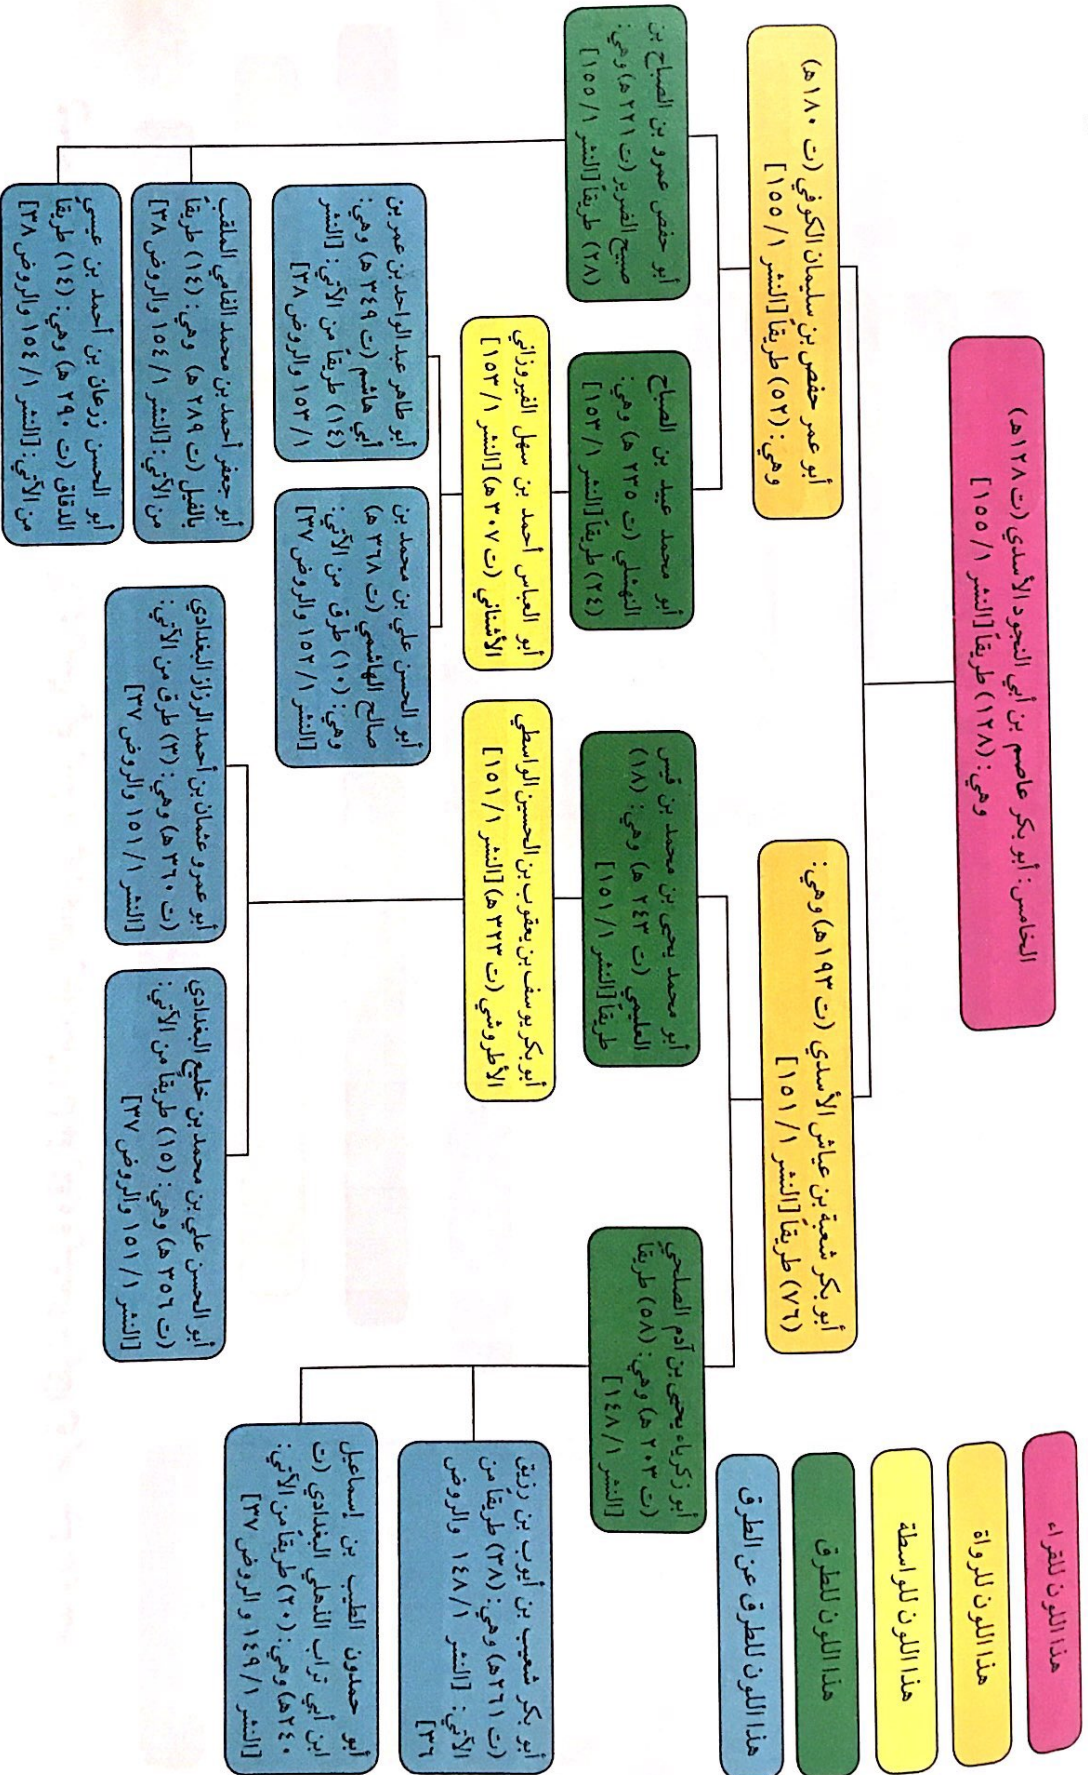 الخامس: أبو بكر عاصم بن أبي النجود الأسدي (ت ١٢٨هـ)
وهي: (١٢٨) طريقاً [النشر ١/ ١٥٥]
أبو بكر شعبة بن عياش الأسدي (ت ١٩٣هـ) وهي:
(٧٦) طريقاً [النشر ١/ ١٥١]
أبو عمر حفص بن سليمان الكوفي (ت ١٨٠هـ)
وهي: (٥٢) طريقاً [النشر ١/ ١٥٥]
أبو زكرياء يحيى بن آدم الصلحي
(ت ٢٠٣ هـ) وهي: (٥٨) طريقاً
[النشر ١/ ١٤٨]
أبو محمد يحيى بن محمد بن قيس
العليمي (ت ٢٤٣ هـ) وهي: (١٨)
طريقاً [النشر ١/ ١٥١]
أبو محمد عبيد بن الصباح
النهشلي (ت ٢٣٥ هـ) وهي:
(٢٤) طريقاً [النشر ١/ ١٥٣]
أبو حفص عمرو بن الصباح بن
صبيح الضرير (ت ٢٢١ هـ) وهي:
(٢٨) طريقاً [النشر ١/ ١٥٥]
أبو بكر يوسف بن يعقوب بن الحسين الواسطي
الأطروشي (ت ٣٢٣ هـ) [النشر ١/ ١٥١]
أبو العباس أحمد بن سهل الفيروزاني
الأشناني (ت ٣٠٧ هـ) [النشر ١/ ١٥٣]
أبو بكر شعيب بن أيوب بن رزيق
(ت ٢٦١هـ) وهي: (٣٨) طريقاً من
الآتي: [النشر ١/ ١٤٨ والروض
٣٦]
أبو حمدون الطيب بن إسماعيل
ابن أبي تراب الذهلي البغدادي (ت
٢٤٠هـ) وهي: (٢٠) طريقاً من الآتي:
[النشر ١/ ١٤٩ والروض ٣٧]
أبو الحسن علي بن محمد بن خليع البغدادي
(ت ٣٥٦ هـ) وهي: (١٥) طريقاً من الآتي:
[النشر ١/ ١٥١ والروض ٣٧]
أبو عمرو عثمان بن أحمد الرزاز البغدادي
(ت ٣٦٠ هـ) وهي: (٣) طرق من الآتي:
[النشر ١/ ١٥١ والروض ٣٧]
أبو الحسن علي بن محمد بن
صالح الهاشمي (ت ٣٦٨ هـ)
وهي: (١٠) طرق من الآتي:
[النشر ١/ ١٥٢ والروض ٣٧]
أبو طاهر عبد الواحد بن عمر بن
أبي هاشم (ت ٣٤٩ هـ) وهي:
(١٤) طريقاً من الآتي: [النشر
١/ ١٥٣ والروض ٣٨]
أبو جعفر أحمد بن محمد الفامي الملقب
بالفيل (ت ٢٨٩ هـ) وهي: (١٤) طريقاً
من الآتي: [النشر ١/ ١٥٤ والروض ٣٨]
أبو الحسن زرعان بن أحمد بن عيسى
الدقاق (ت ٢٩٠ هـ) وهي: (١٤) طريقاً
من الآتي: [النشر ١/ ١٥٤ والروض ٣٨]
هذا اللون للقراء
هذا اللون للرواة
هذا اللون للواسطة
هذا اللون للطرق
هذا اللون للطرق عن الطرق